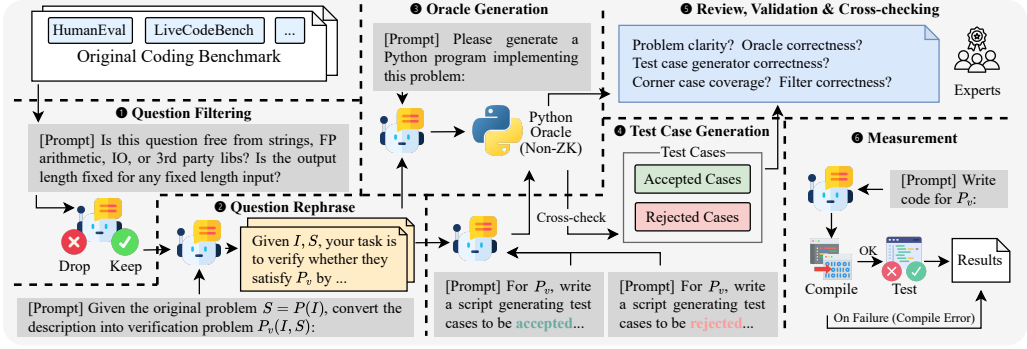 HumanEval
LiveCodeBench
...
Original Coding Benchmark
❶ Question Filtering
[Prompt] Is this question free from strings, FP
arithmetic, IO, or 3rd party libs? Is the output
length fixed for any fixed length input?
Drop
Keep
❷ Question Rephrase
Given I, S, your task is
to verify whether they
satisfy Pᵥ by ...
[Prompt] Given the original problem S = P(I), convert the
description into verification problem Pᵥ(I, S):
❸ Oracle Generation
[Prompt] Please generate a
Python program implementing
this problem:
Python
Oracle
(Non-ZK)
❹ Test Case Generation
Test Cases
Accepted Cases
Rejected Cases
Cross-check
[Prompt] For Pᵥ, write
a script generating test
cases to be accepted...
[Prompt] For Pᵥ, write
a script generating test
cases to be rejected...
❺ Review, Validation & Cross-checking
Problem clarity? Oracle correctness?
Test case generator correctness?
Corner case coverage? Filter correctness?
Experts
❻ Measurement
[Prompt] Write
code for Pᵥ:
Compile
OK
Test
Results
On Failure (Compile Error)